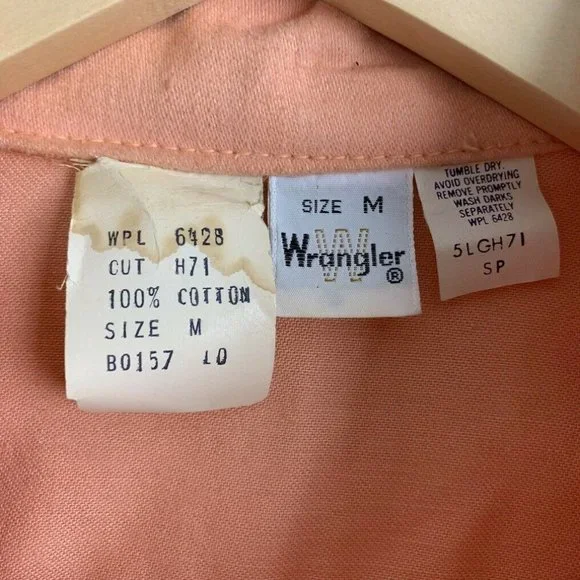 WPL 6428
CUT H71
100% COTTON
SIZE M
B0157 10
SIZE M
Wrangler®
TUMBLE DRY.
AVOID OVERDRYING
REMOVE PROMPTLY
WASH DARKS
SEPARATELY
WPL 6428
5LGH71
SP